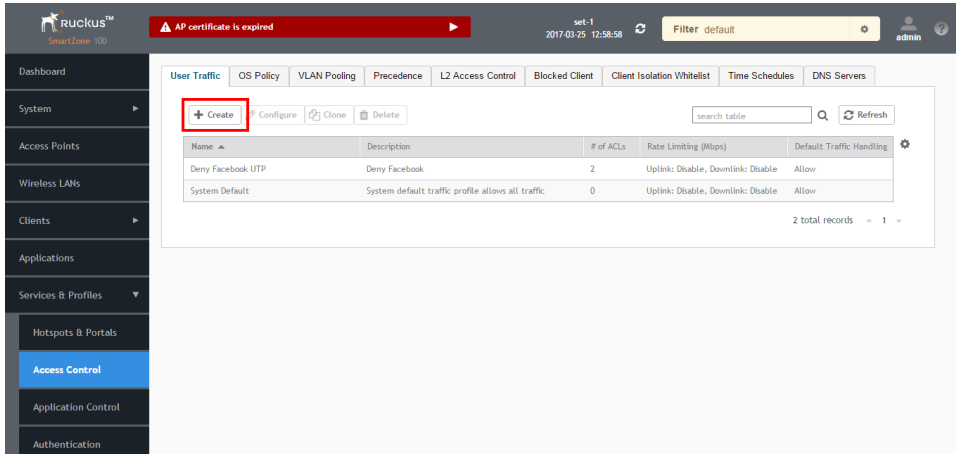 Ruckus™
SmartZone 100
AP certificate is expired
set-1
2017-03-25 12:58:58
Filter default
admin
Dashboard
System
Access Points
Wireless LANs
Clients
Applications
Services & Profiles
Hotspots & Portals
Access Control
Application Control
Authentication
User Traffic OS Policy VLAN Pooling Precedence L2 Access Control Blocked Client Client Isolation Whitelist Time Schedules DNS Servers
+ Create Configure Clone Delete search table Refresh
Name Description # of ACLs Rate Limiting (Mbps) Default Traffic Handling
Deny Facebook UTP Deny Facebook 2 Uplink: Disable, Downlink: Disable Allow
System Default System default traffic profile allows all traffic 0 Uplink: Disable, Downlink: Disable Allow
2 total records « 1 »